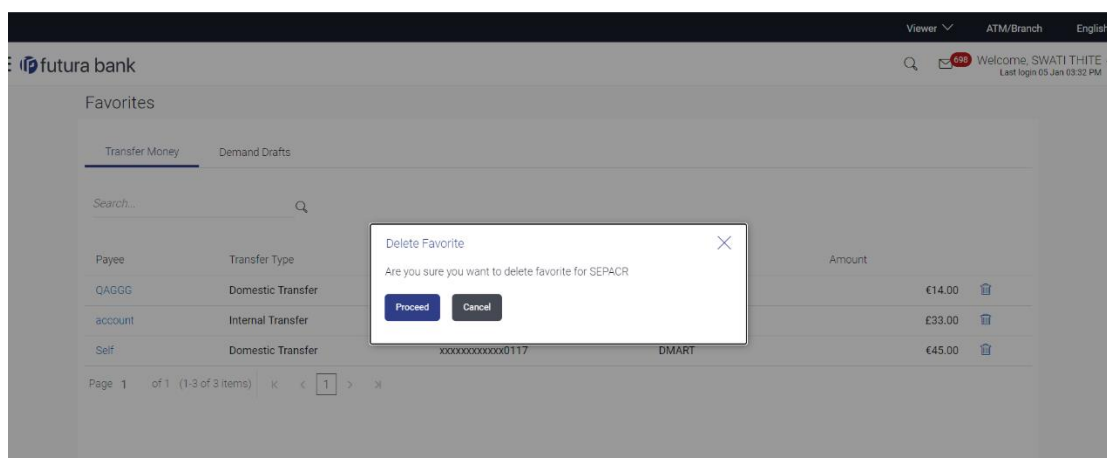 Viewer ATM/Branch English
futura bank 698 Welcome, SWATI THITE
Last login 05 Jan 03:32 PM
Favorites
Transfer Money Demand Drafts
Search...
Delete Favorite
Are you sure you want to delete favorite for SEPACR
Proceed Cancel
Payee Transfer Type Amount
QAGGG Domestic Transfer €14.00
account Internal Transfer £33.00
Self Domestic Transfer xxxxxxxxxxxx0117 DMART €45.00
Page 1 of 1 (1-3 of 3 items) 1